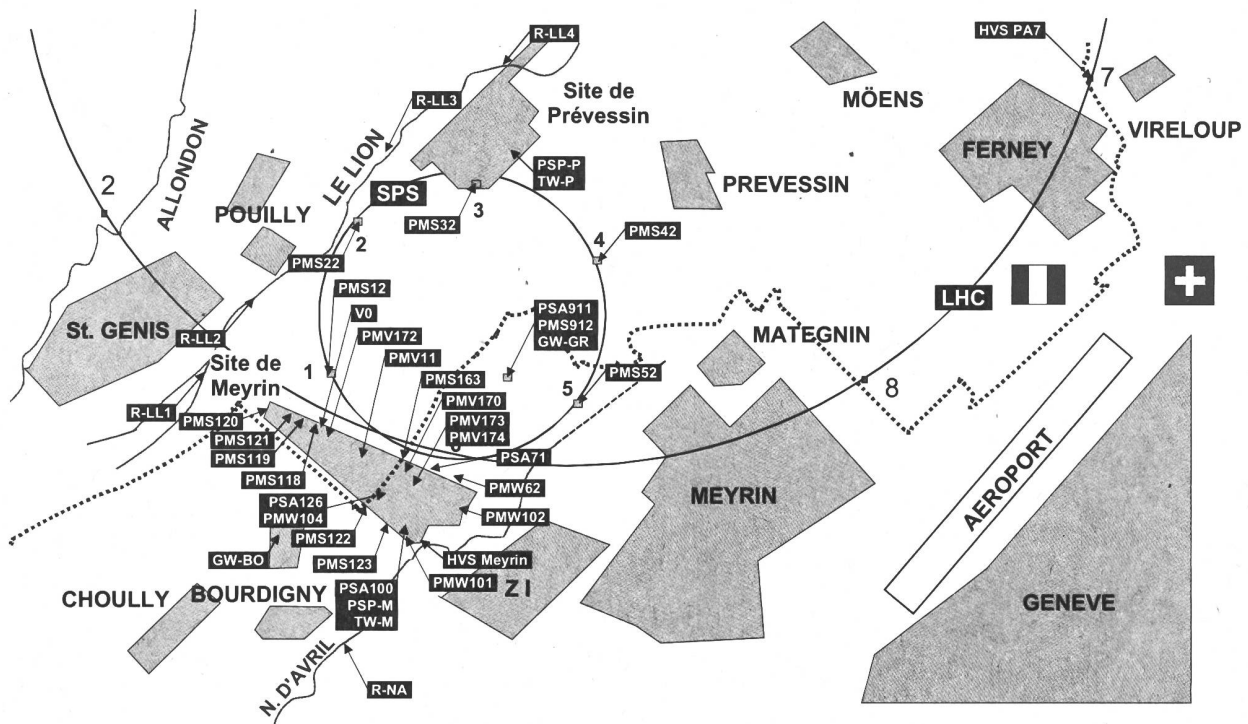 R-LL4
HVS PA7
7
MÖENS
VIRELOUP
Site de
Prévessin
R-LL3
FERNEY
ALLONDON
LE LION
PSP-P
TW-P
PREVESSIN
2
SPS
3
POUILLY
PMS32
2
4
PMS42
PMS22
PMS12
LHC
St. GENIS
V0
PSA911
PMS912
GW-GR
MATEGNIN
R-LL2
PMV172
PMV11
Site de
Meyrin
1
PMS163
5
PMS52
8
R-LL1
PMV170
PMS120
PMV173
PMV174
PMS121
PMS119
PSA71
PMS118
PMW62
MEYRIN
AEROPORT
PSA126
PMW104
PMW102
PMS122
GW-BO
PMS123
HVS Meyrin
PMW101
ZI
CHOULLY
BOURDIGNY
PSA100
PSP-M
TW-M
GENEVE
N. D'AVRIL
R-NA